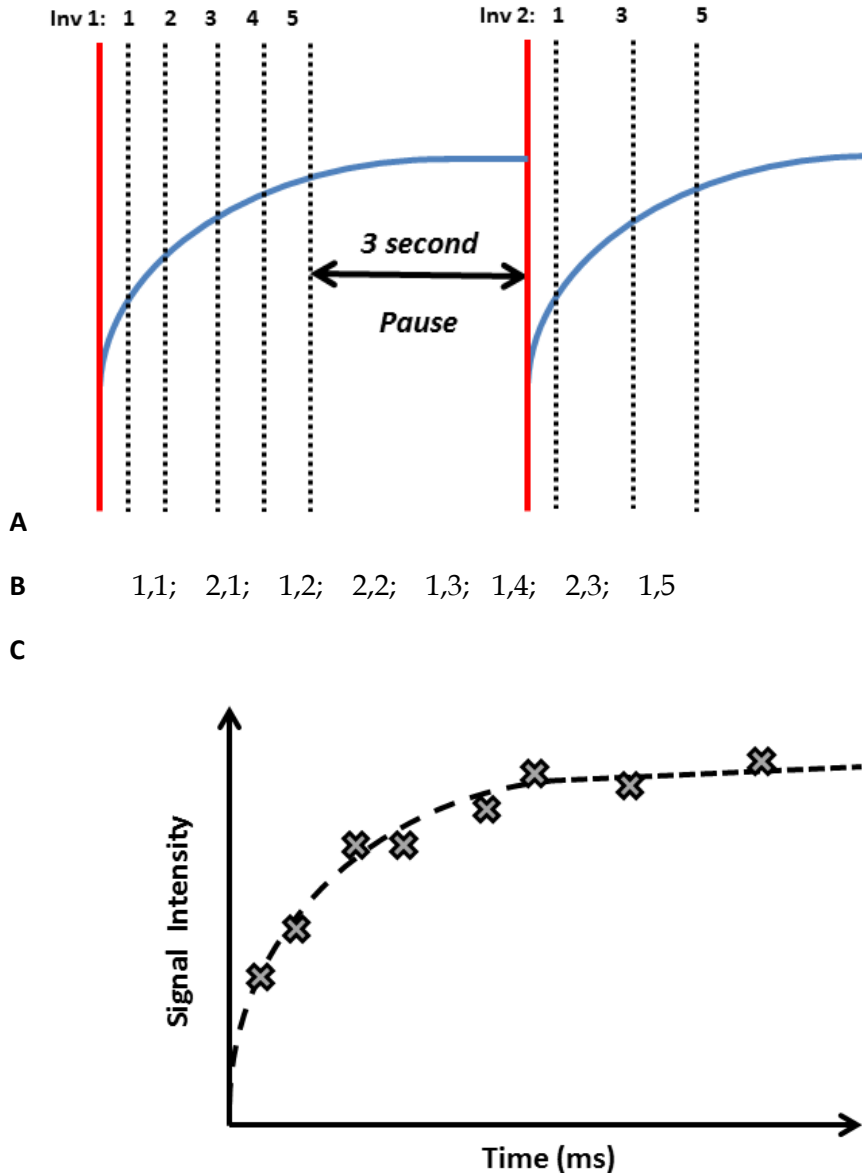 Inv 1: 1 2 3 4 5 Inv 2: 1 3 5
3 second
Pause
A
B 1,1; 2,1; 1,2; 2,2; 1,3; 1,4; 2,3; 1,5
C
Signal Intensity
Time (ms)